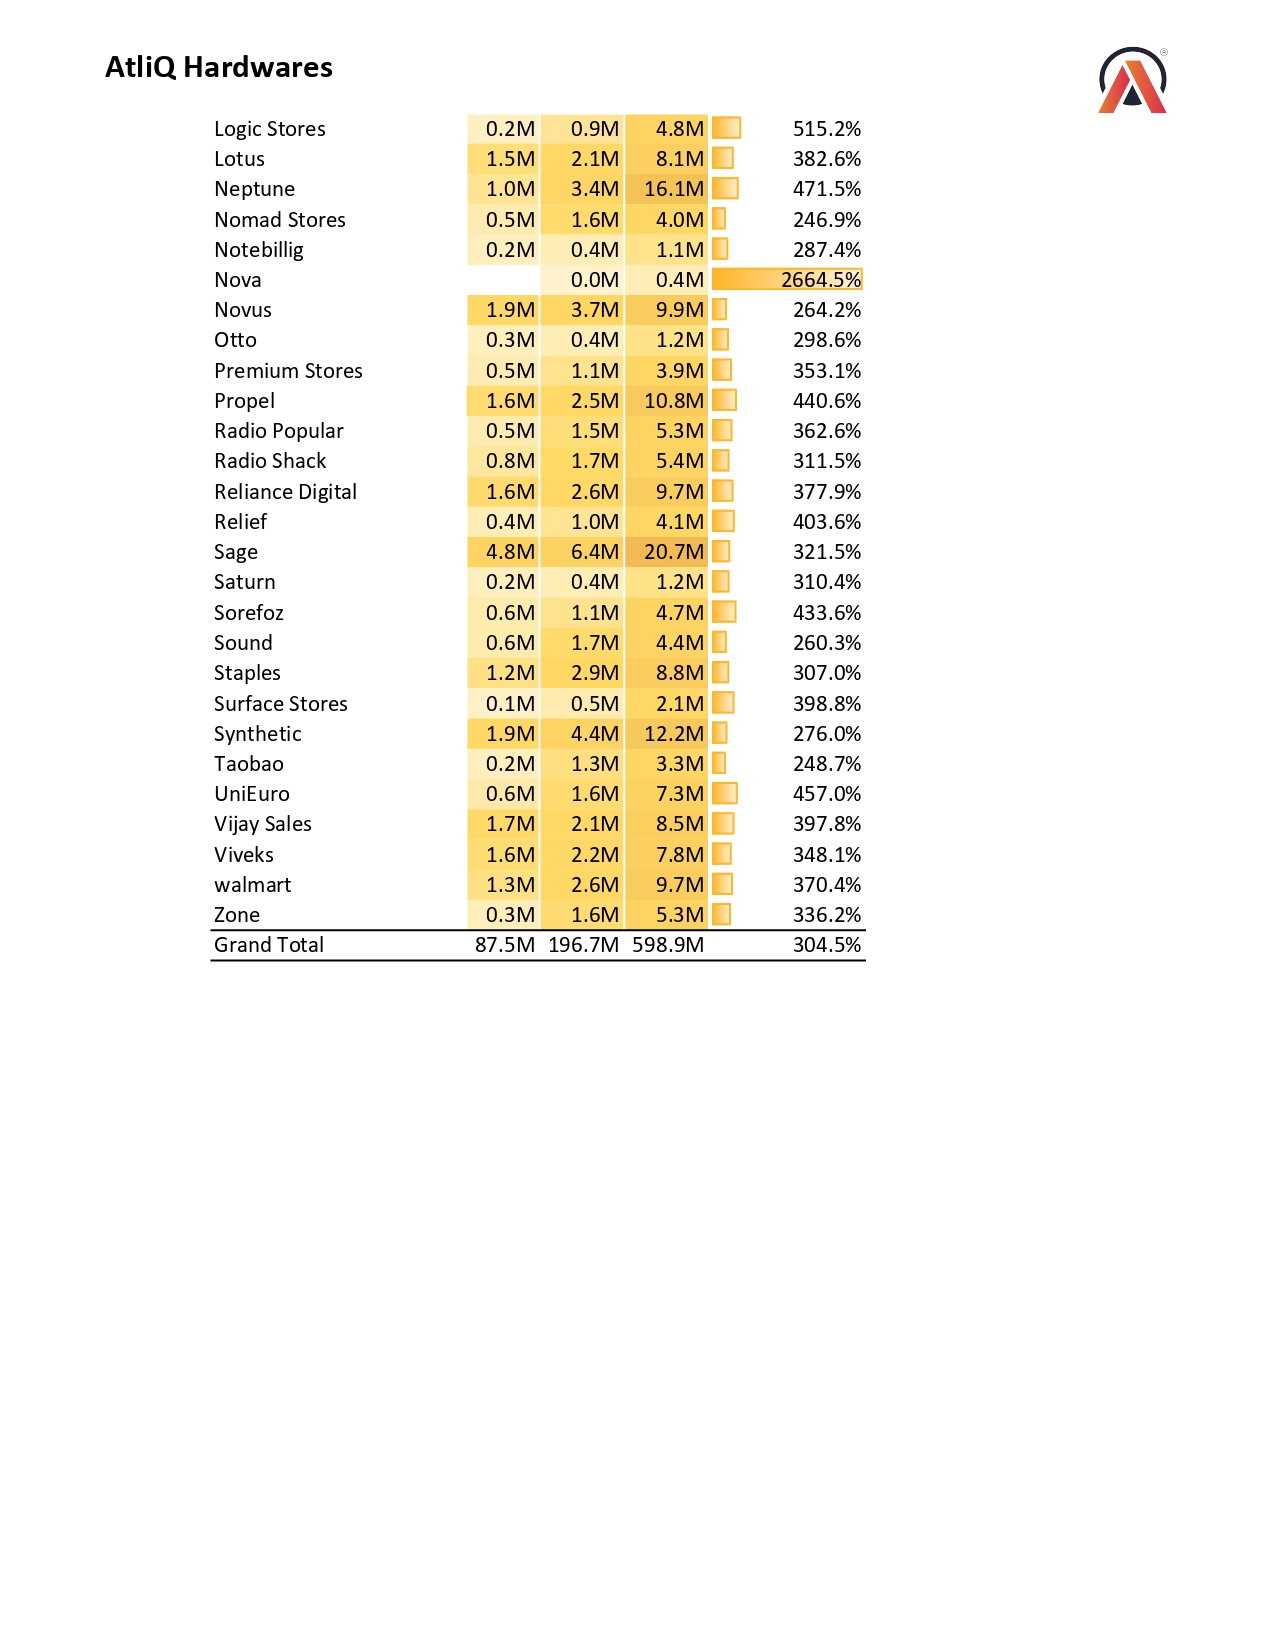 AtliQ Hardwares
®
Logic Stores 0.2M 0.9M 4.8M 515.2%
Lotus 1.5M 2.1M 8.1M 382.6%
Neptune 1.0M 3.4M 16.1M 471.5%
Nomad Stores 0.5M 1.6M 4.0M 246.9%
Notebillig 0.2M 0.4M 1.1M 287.4%
Nova 0.0M 0.4M 2664.5%
Novus 1.9M 3.7M 9.9M 264.2%
Otto 0.3M 0.4M 1.2M 298.6%
Premium Stores 0.5M 1.1M 3.9M 353.1%
Propel 1.6M 2.5M 10.8M 440.6%
Radio Popular 0.5M 1.5M 5.3M 362.6%
Radio Shack 0.8M 1.7M 5.4M 311.5%
Reliance Digital 1.6M 2.6M 9.7M 377.9%
Relief 0.4M 1.0M 4.1M 403.6%
Sage 4.8M 6.4M 20.7M 321.5%
Saturn 0.2M 0.4M 1.2M 310.4%
Sorefoz 0.6M 1.1M 4.7M 433.6%
Sound 0.6M 1.7M 4.4M 260.3%
Staples 1.2M 2.9M 8.8M 307.0%
Surface Stores 0.1M 0.5M 2.1M 398.8%
Synthetic 1.9M 4.4M 12.2M 276.0%
Taobao 0.2M 1.3M 3.3M 248.7%
UniEuro 0.6M 1.6M 7.3M 457.0%
Vijay Sales 1.7M 2.1M 8.5M 397.8%
Viveks 1.6M 2.2M 7.8M 348.1%
walmart 1.3M 2.6M 9.7M 370.4%
Zone 0.3M 1.6M 5.3M 336.2%
Grand Total 87.5M 196.7M 598.9M 304.5%